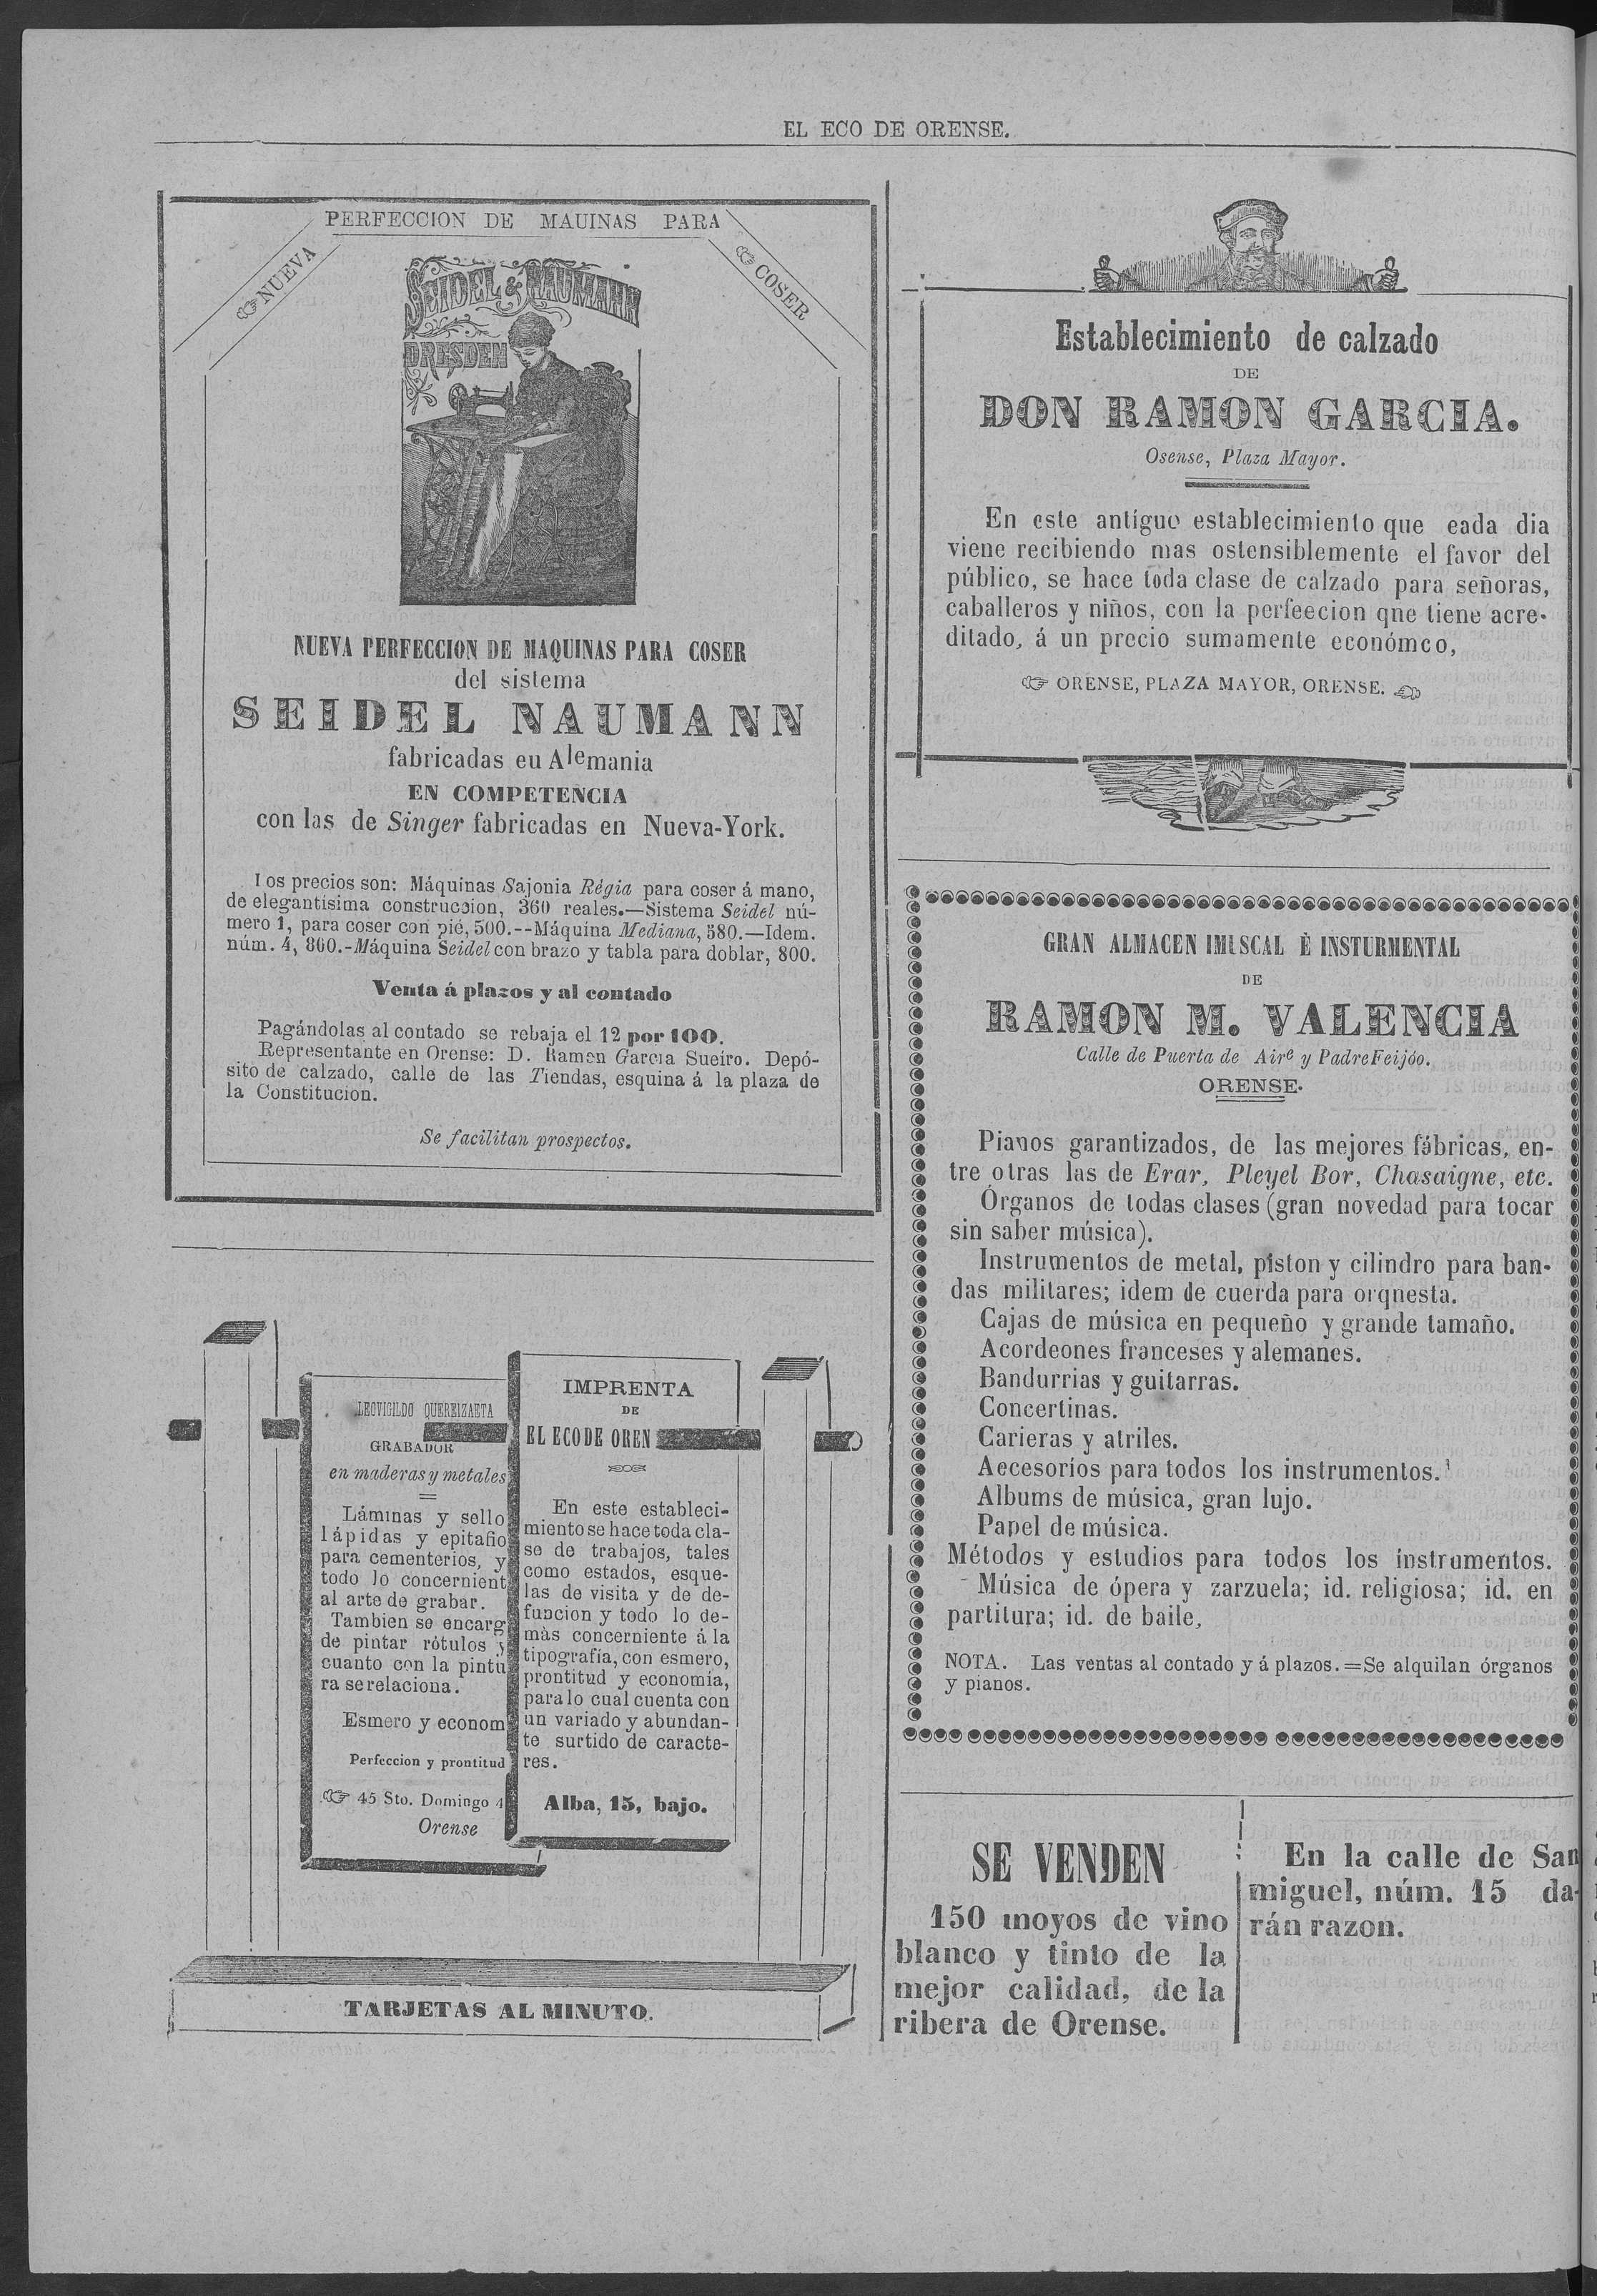 EL ECO DE ORENSE.
NUEVA
PERFECCION DE MAUINAS PARA
COSER
SEIDEL & NAUMANN
DRESDEN
NUEVA PERFECCION DE MAQUINAS PARA COSER
del sistema
SEIDEL NAUMANN
fabricadas eu Alemania
EN COMPETENCIA
con las de Singer fabricadas en Nueva-York.
Los precios son: Máquinas Sajonia Régia para coser á mano,
de elegantísima construccion, 360 reales.—Sistema Seidel nú-
mero 1, para coser con pié, 500.--Máquina Mediana, 580.—Idem.
núm. 4, 860.-Máquina Seidel con brazo y tabla para doblar, 800.
Venta á plazos y al contado
Pagándolas al contado se rebaja el 12 por 100.
Representante en Orense: D. Ramon Garcia Sueíro. Depó-
sito de calzado, calle de las Tiendas, esquina á la plaza de
la Constitucion.
Se facilitan prospectos.
LEOVIGILDO QUEREIZAETA
GRABADOR
en maderas y metales
Láminas y sello
lápidas y epitafio
para cementerios, y
todo lo concernient
al arte de grabar.
Tambien se encarg
de pintar rótulos y
cuanto con la pintu
ra se relaciona.
Esmero y econom
Perfeccion y prontitud
45 Sto. Domingo 4
Orense
IMPRENTA
DE
EL ECO DE OREN
En este estableci-
miento se hace toda cla-
se de trabajos, tales
como estados, esque-
las de visita y de de-
funcion y todo lo de-
màs concerniente á la
tipografía, con esmero,
prontitud y economía,
para lo cual cuenta con
un variado y abundan-
te surtido de caracte-
res.
Alba, 15, bajo.
TARJETAS AL MINUTO.
Establecimiento de calzado
DE
DON RAMON GARCIA.
Osense, Plaza Mayor.
En este antíguo establecimiento que eada dia
viene recibiendo mas ostensiblemente el favor del
público, se hace toda clase de calzado para señoras,
caballeros y niños, con la perfeecion qne tiene acre-
ditado, á un precio sumamente económco,
ORENSE, PLAZA MAYOR, ORENSE.
GRAN ALMACEN IMUSCAL È INSTURMENTAL
DE
RAMON M. VALENCIA
Calle de Puerta de Aire y Padre Feijóo.
ORENSE.
Pianos garantizados, de las mejores fábricas, en-
tre otras las de Erar, Pleyel Bor, Chasaigne, etc.
Órganos de todas clases (gran novedad para tocar
sin saber música).
Instrumentos de metal, piston y cilindro para ban-
das militares; idem de cuerda para orqnesta.
Cajas de música en pequeño y grande tamaño.
Acordeones franceses y alemanes.
Bandurrias y guitarras.
Concertinas.
Carieras y atriles.
Aecesoríos para todos los instrumentos.
Albums de música, gran lujo.
Papel de música.
Métodos y estudios para todos los instrumentos.
Música de ópera y zarzuela; id. religiosa; id. en
partitura; id. de baile,
NOTA. Las ventas al contado y á plazos.=Se alquilan órganos
y pianos.
SE VENDEN
150 moyos de vino
blanco y tinto de la
mejor calidad, de la
ribera de Orense.
En la calle de San
miguel, núm. 15 da-
rán razon.